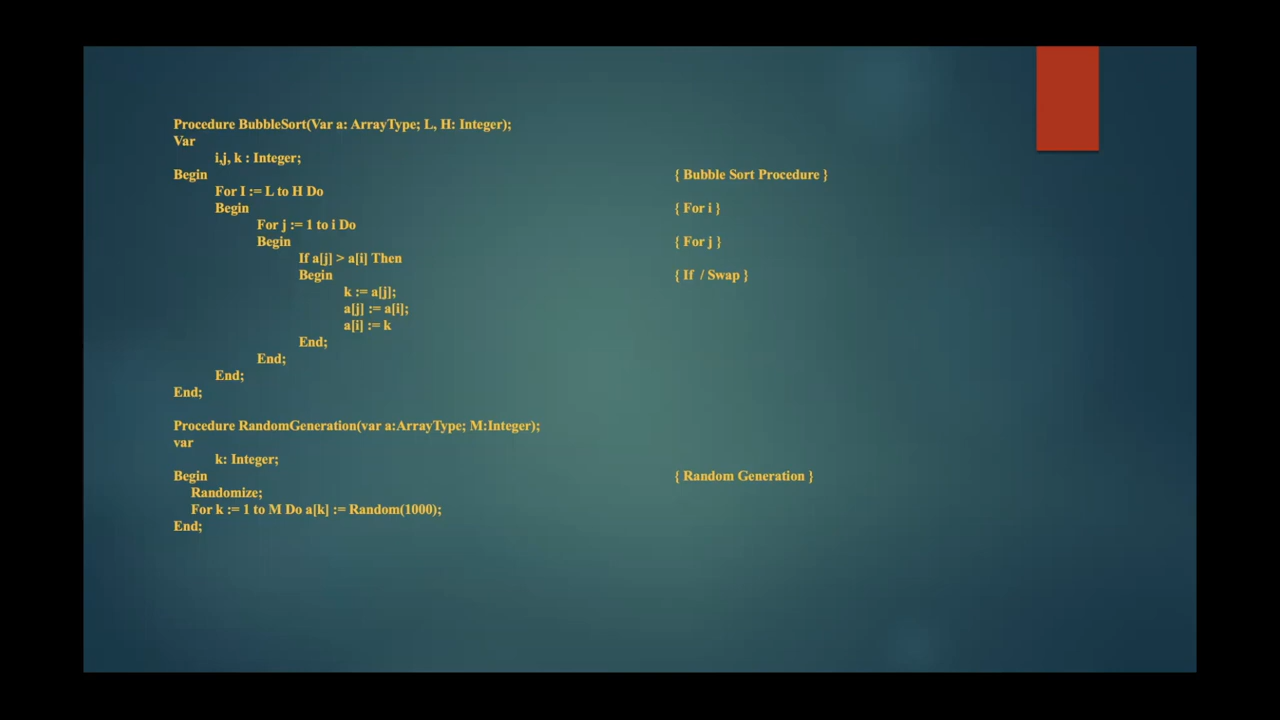 Procedure BubbleSort(Var a: ArrayType; L, H: Integer);
Var
i,j, k : Integer;
Begin { Bubble Sort Procedure }
For I := L to H Do
Begin { For i }
For j := 1 to i Do
Begin { For j }
If a[j] > a[i] Then
Begin { If / Swap }
k := a[j];
a[j] := a[i];
a[i] := k
End;
End;
End;
End;
Procedure RandomGeneration(var a:ArrayType; M:Integer);
var
k: Integer;
Begin { Random Generation }
Randomize;
For k := 1 to M Do a[k] := Random(1000);
End;